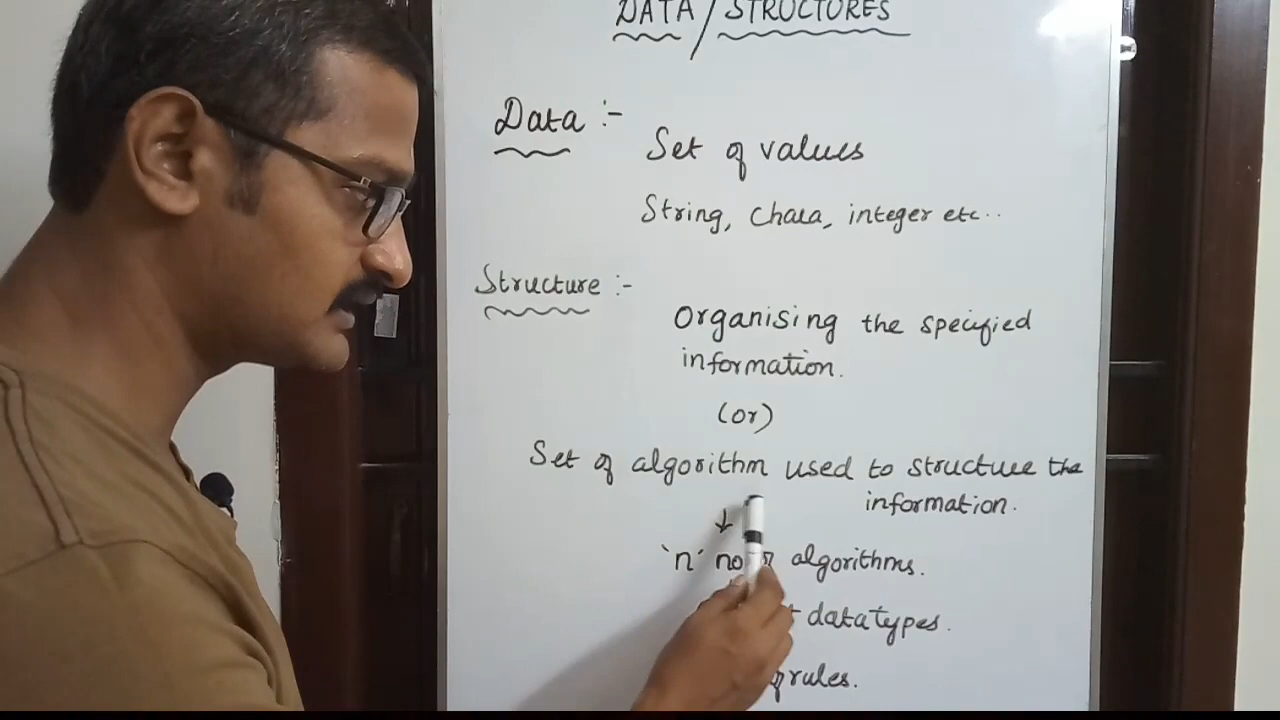 DATA / STRUCTURES
Data :-
Set of values
String, Chara, integer etc..
Structure :-
Organising the specified
information.
(or)
Set of algorithm used to structure the
information.
↓
'n' no algorithms.
datatypes.
rules.